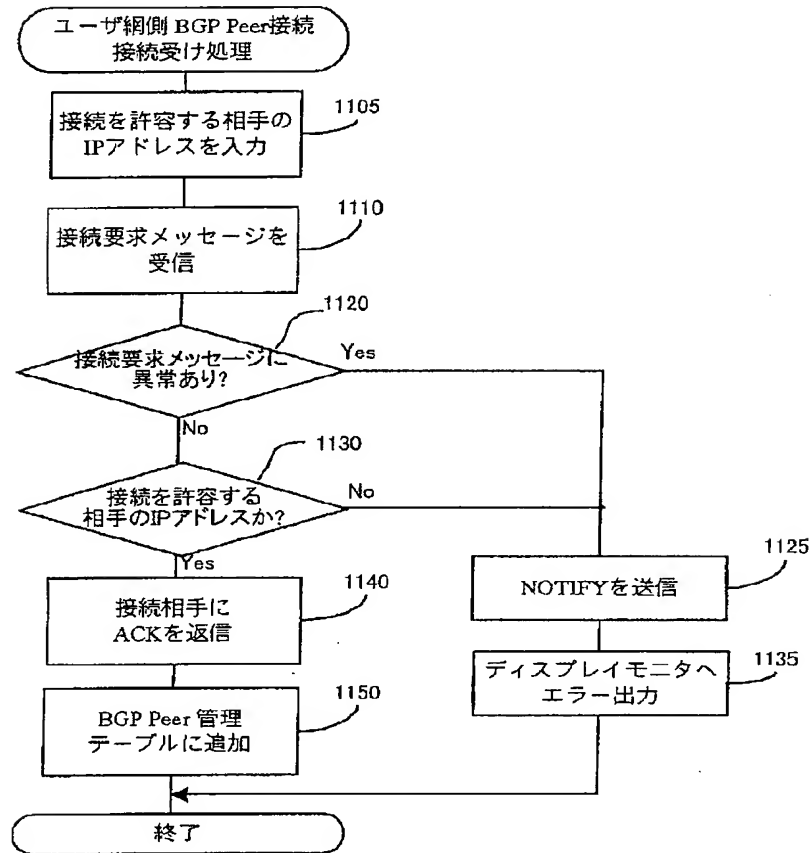 ユーザ網側 BGP Peer接続
接続受け処理
1105
接続を許容する相手の
IPアドレスを入力
1110
接続要求メッセージを
受信
1120
接続要求メッセージに
異常あり?
Yes
No
1130
接続を許容する
相手のIPアドレスか?
No
Yes
1125
NOTIFYを送信
1140
接続相手に
ACKを返信
1135
ディスプレイモニタへ
エラー出力
1150
BGP Peer 管理
テーブルに追加
終了